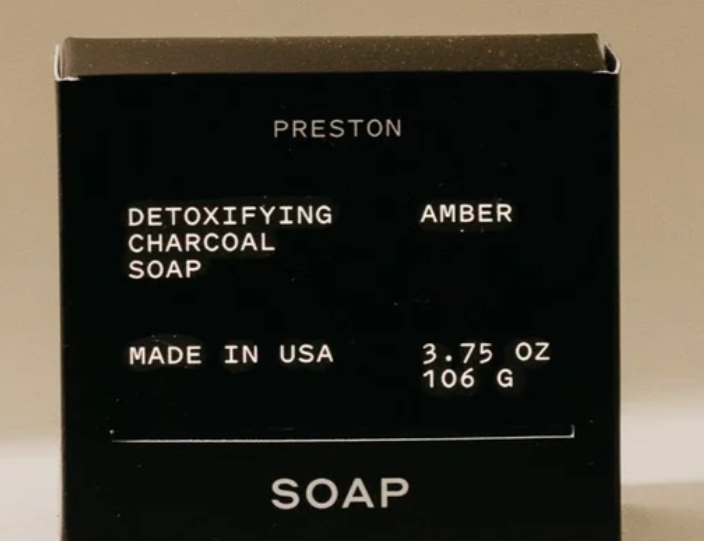 PRESTON
DETOXIFYING
CHARCOAL
SOAP
AMBER
MADE IN USA
3.75 OZ
106 G
SOAP